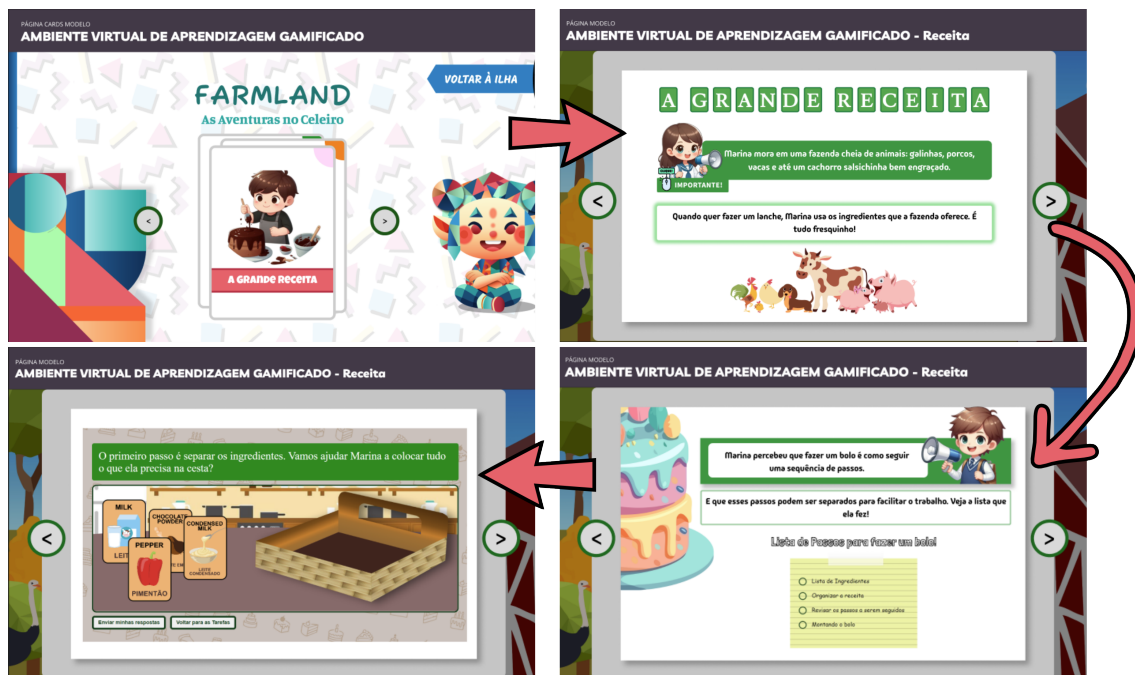 PÁGINA CARDS MODELO
AMBIENTE VIRTUAL DE APRENDIZAGEM GAMIFICADO
VOLTAR À ILHA
FARMLAND
As Aventuras no Celeiro
<
>
A GRANDE RECEITA
PÁGINA MODELO
AMBIENTE VIRTUAL DE APRENDIZAGEM GAMIFICADO - Receita
A GRANDE RECEITA
Marina mora em uma fazenda cheia de animais: galinhas, porcos,
vacas e até um cachorro salsichinha bem engraçado.
IMPORTANTE!
Quando quer fazer um lanche, Marina usa os ingredientes que a fazenda oferece. É
tudo fresquinho!
<
>
PÁGINA MODELO
AMBIENTE VIRTUAL DE APRENDIZAGEM GAMIFICADO - Receita
Marina percebeu que fazer um bolo é como seguir
uma sequência de passos.
E que esses passos podem ser separados para facilitar o trabalho. Veja a lista que
ela fez!
<
>
Lista de Passos para fazer um bolo!
Lista de Ingredientes
Organizar a receita
Revisar os passos a serem seguidos
Montando o bolo
PÁGINA MODELO
AMBIENTE VIRTUAL DE APRENDIZAGEM GAMIFICADO - Receita
O primeiro passo é separar os ingredientes. Vamos ajudar Marina a colocar tudo
o que ela precisa na cesta?
MILK
LEIT
CHOCOLATE
POWDER
CONDENSED
MILK
LEITE
CONDENSADO
PEPPER
PIMENTÃO
<
>
Enviar minhas respostas
Voltar para as Tarefas